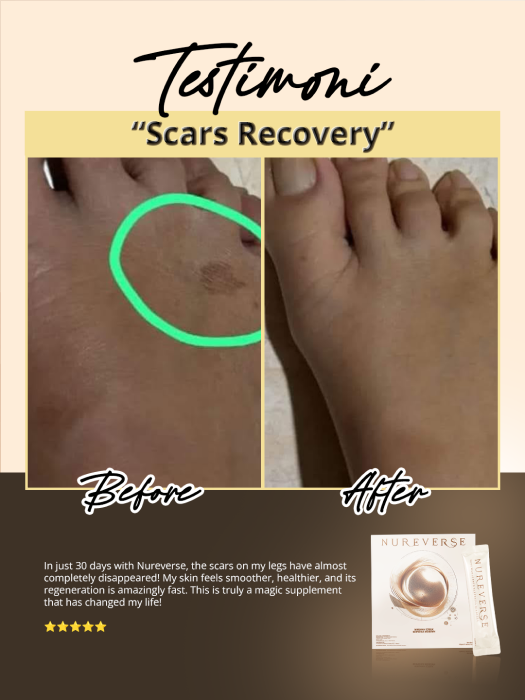 Testimoni
“Scars Recovery”
Before
After
In just 30 days with Nureverse, the scars on my legs have almost
completely disappeared! My skin feels smoother, healthier, and its
regeneration is amazingly fast. This is truly a magic supplement
that has changed my life!
NUREVERSE
NUREVERSE